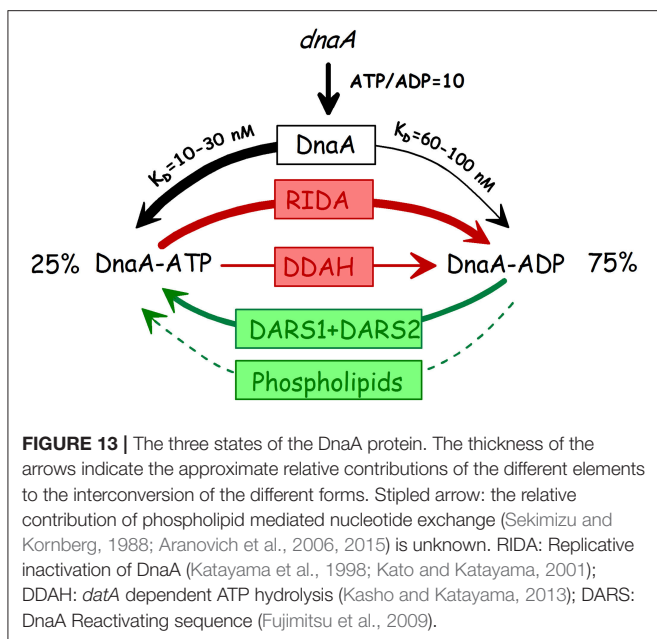 dnaA
ATP/ADP=10
K_D=10-30 nM
DnaA
K_D=60-100 nM
RIDA
25% DnaA-ATP
DDAH
DnaA-ADP 75%
DARS1+DARS2
Phospholipids
FIGURE 13 | The three states of the DnaA protein. The thickness of the
arrows indicate the approximate relative contributions of the different elements
to the interconversion of the different forms. Stipled arrow: the relative
contribution of phospholipid mediated nucleotide exchange (Sekimizu and
Kornberg, 1988; Aranovich et al., 2006, 2015) is unknown. RIDA: Replicative
inactivation of DnaA (Katayama et al., 1998; Kato and Katayama, 2001);
DDAH: datA dependent ATP hydrolysis (Kasho and Katayama, 2013); DARS:
DnaA Reactivating sequence (Fujimitsu et al., 2009).